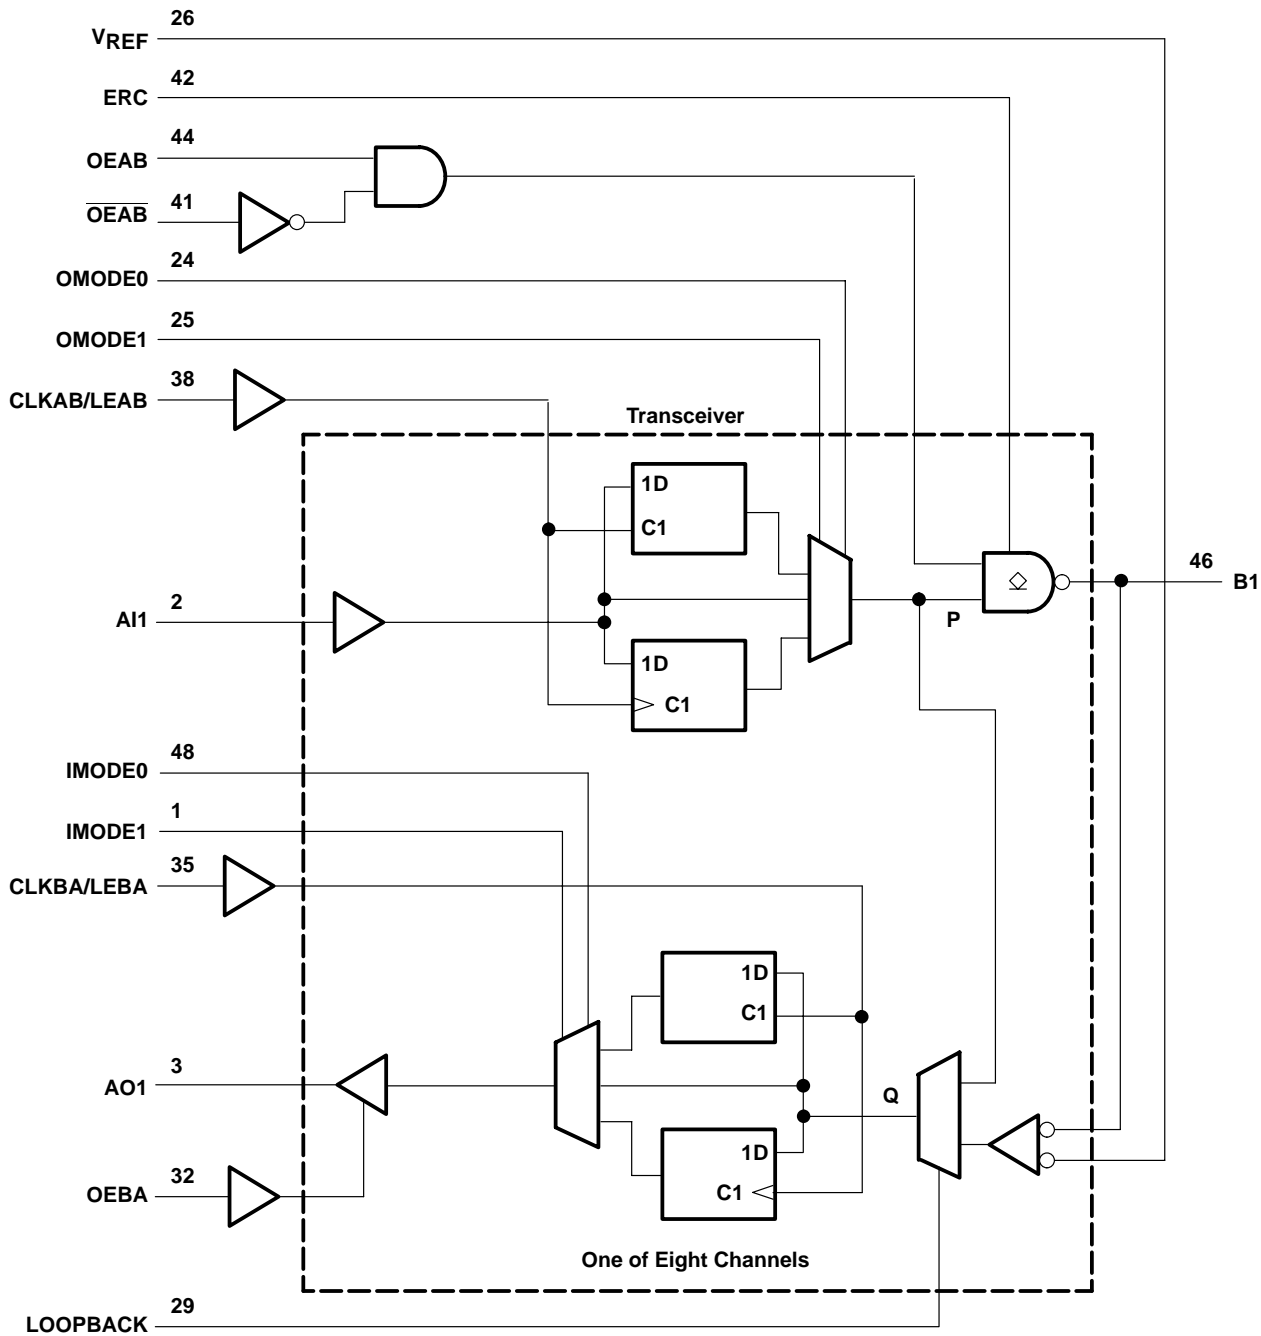 26
VREF
42
ERC
44
OEAB
41
OEAB
24
OMODE0
25
OMODE1
38
CLKAB/LEAB
Transceiver
1D
C1
46
B1
2
AI1
P
1D
C1
48
IMODE0
1
IMODE1
35
CLKBA/LEBA
1D
C1
3
AO1
Q
1D
C1
32
OEBA
One of Eight Channels
29
LOOPBACK